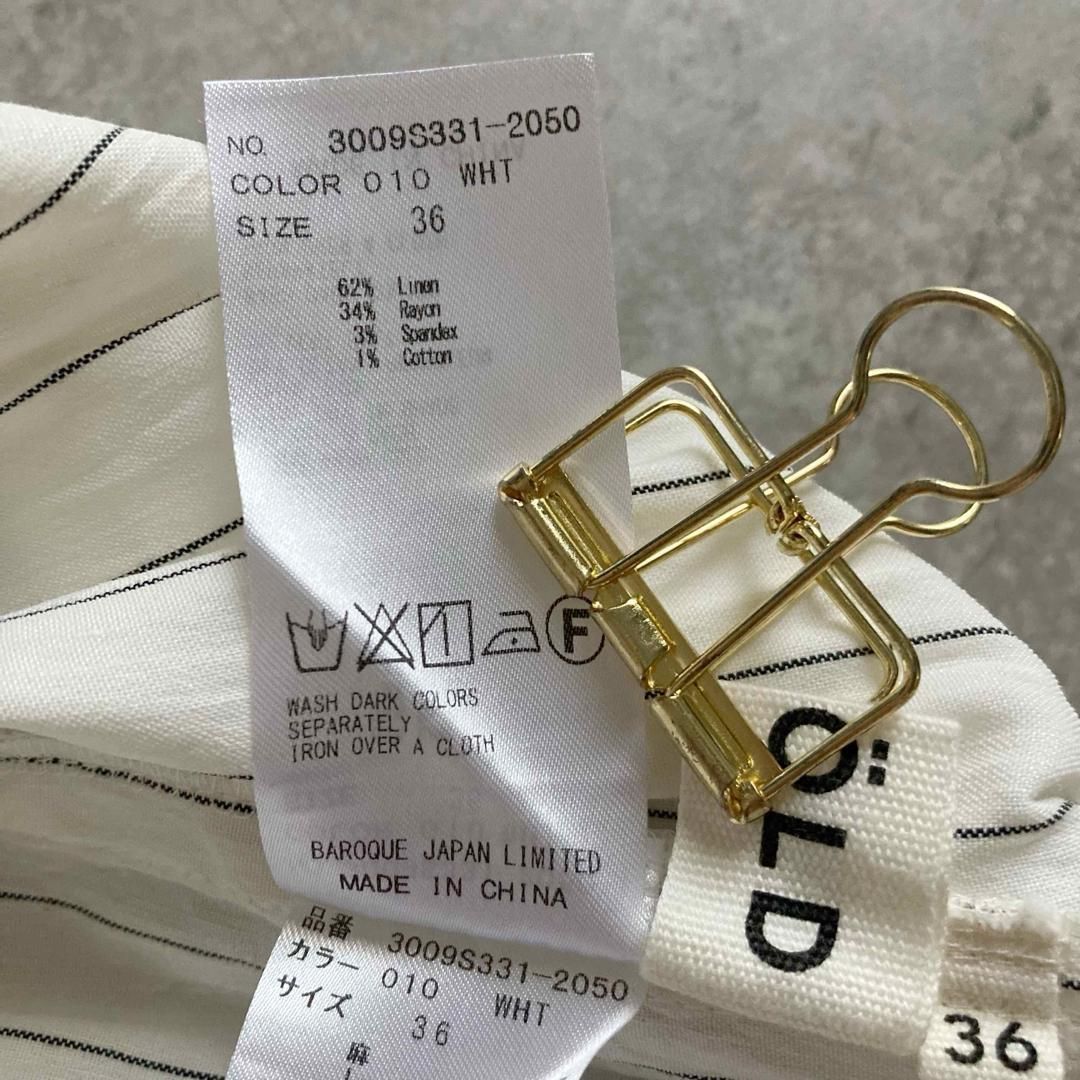 NO. 3009S331-2050
COLOR 010 WHT
SIZE 36
62% Linen
34% Rayon
3% Spandex
1% Cotton
F
WASH DARK COLORS
SEPARATELY
IRON OVER A CLOTH
BAROQUE JAPAN LIMITED
MADE IN CHINA
品番 3009S331-2050
カラー 010 WHT
サイズ 36
麻
ÖLD
36